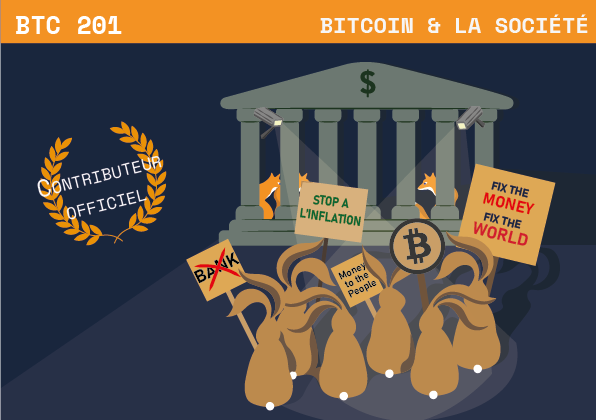 BTC 201
BITCOIN & LA SOCIÉTÉ
$
CONTRIBUTEUR
OFFICIEL
STOP A
L'INFLATION
FIX THE
MONEY
FIX THE
WORLD
BANK
Money
to the
People
₿